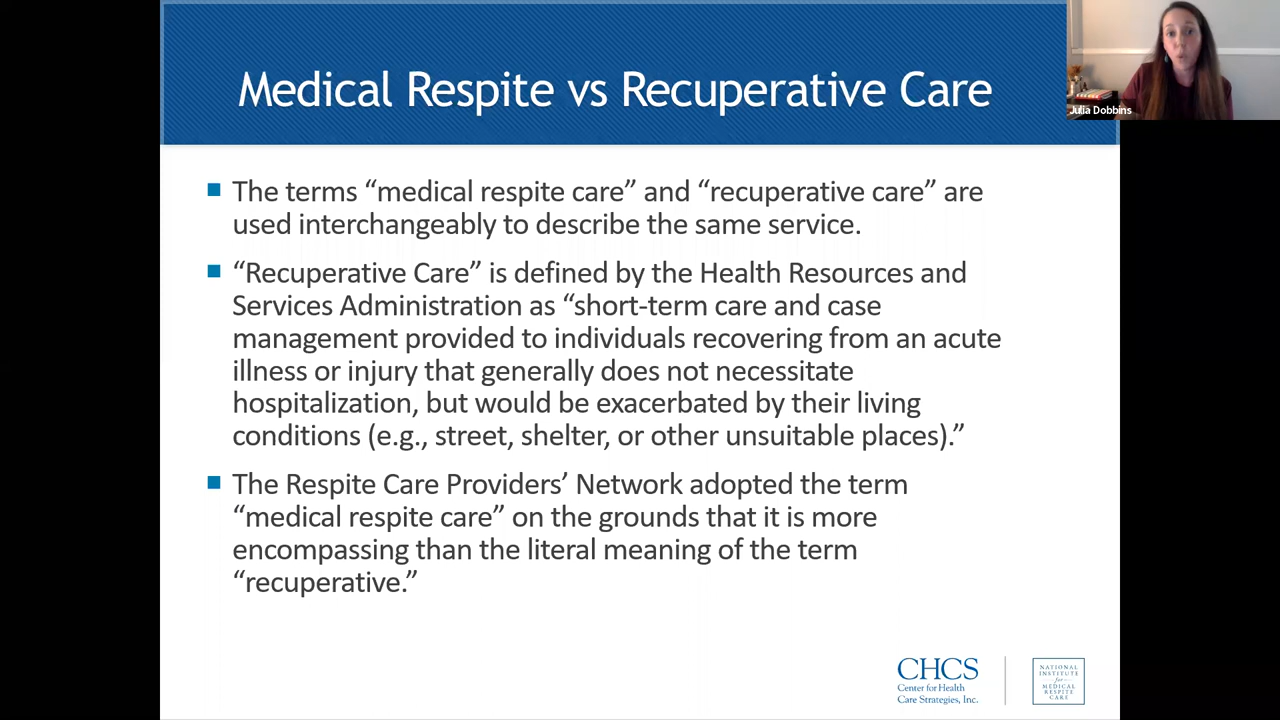 Medical Respite vs Recuperative Care
Julia Dobbins
The terms “medical respite care” and “recuperative care” are
used interchangeably to describe the same service.
“Recuperative Care” is defined by the Health Resources and
Services Administration as “short-term care and case
management provided to individuals recovering from an acute
illness or injury that generally does not necessitate
hospitalization, but would be exacerbated by their living
conditions (e.g., street, shelter, or other unsuitable places).”
The Respite Care Providers’ Network adopted the term
“medical respite care” on the grounds that it is more
encompassing than the literal meaning of the term
“recuperative.”
CHCS
Center for Health
Care Strategies, Inc.
NATIONAL
INSTITUTE
for
MEDICAL
RESPITE
CARE